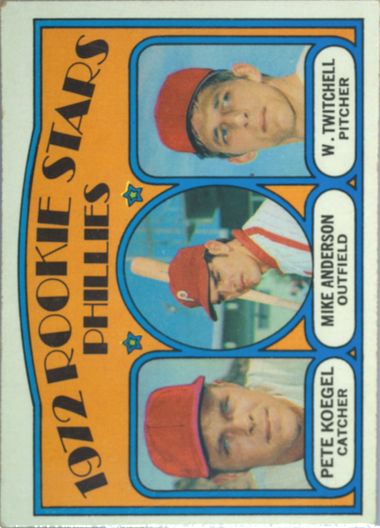 1972 ROOKIE STARS
PHILLIES
PETE KOEGEL
CATCHER
MIKE ANDERSON
OUTFIELD
W. TWITCHELL
PITCHER
P